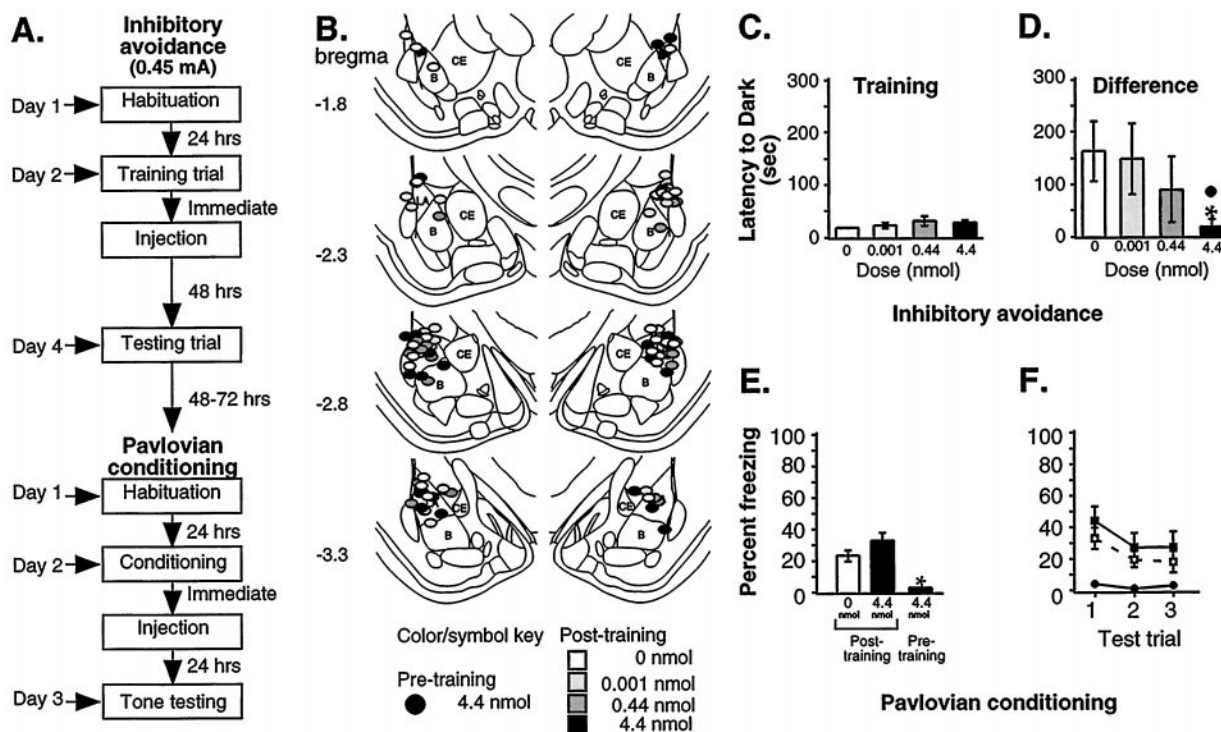 A.
Inhibitory
avoidance
(0.45 mA)
Day 1
Habituation
24 hrs
Day 2
Training trial
Immediate
Injection
48 hrs
Day 4
Testing trial
48-72 hrs
Pavlovian
conditioning
Day 1
Habituation
24 hrs
Day 2
Conditioning
Immediate
Injection
24 hrs
Day 3
Tone testing
B.
bregma
CE
B
CE
B
-1.8
LA
CE
B
CE
B
-2.3
CE
B
CE
B
-2.8
CE
B
CE
B
-3.3
Color/symbol key
Pre-training
4.4 nmol
Post-training
0 nmol
0.001 nmol
0.44 nmol
4.4 nmol
C.
Training
Latency to Dark
(sec)
300
200
100
0
0 0.001 0.44 4.4
Dose (nmol)
D.
Difference
300
200
100
0
*
0 0.001 0.44 4.4
Dose (nmol)
Inhibitory avoidance
E.
Percent freezing
100
80
60
40
20
0
*
0 4.4 4.4
nmol nmol nmol
Post-
training
Pre-
training
F.
100
80
60
40
20
0
1 2 3
Test trial
Pavlovian conditioning